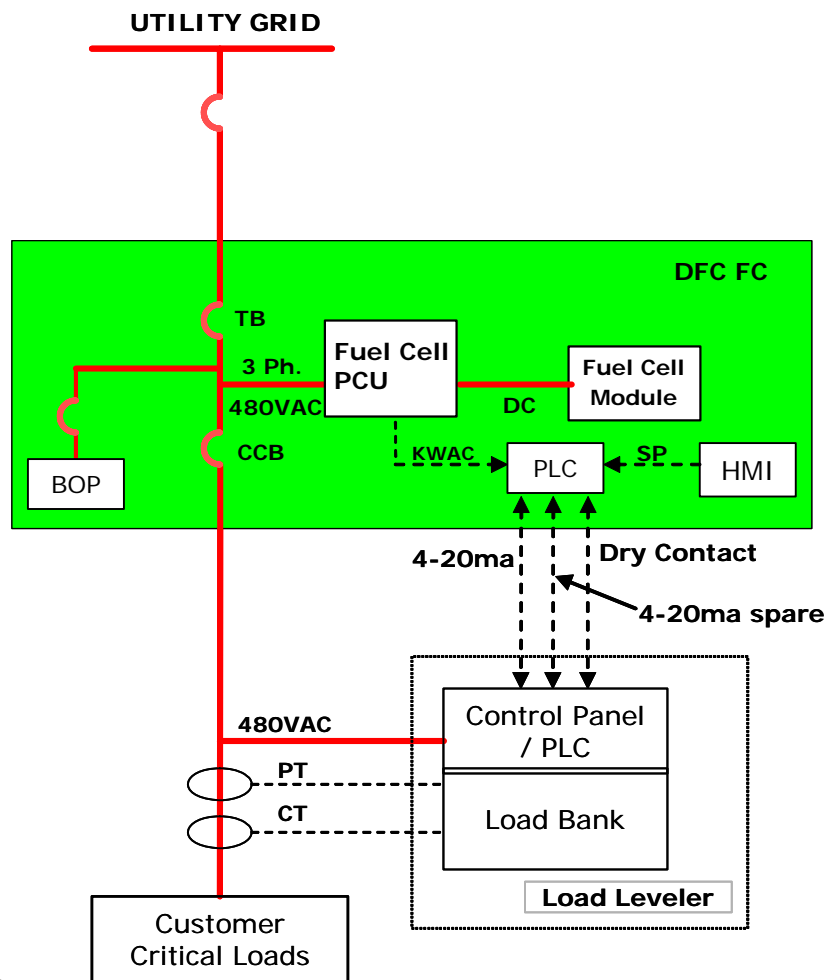 UTILITY GRID
DFC FC
TB
3 Ph.
480VAC
Fuel Cell
PCU
DC
Fuel Cell
Module
CCB
KWAC
PLC
SP
HMI
BOP
4-20ma
Dry Contact
4-20ma spare
480VAC
Control Panel
/ PLC
PT
CT
Load Bank
Load Leveler
Customer
Critical Loads